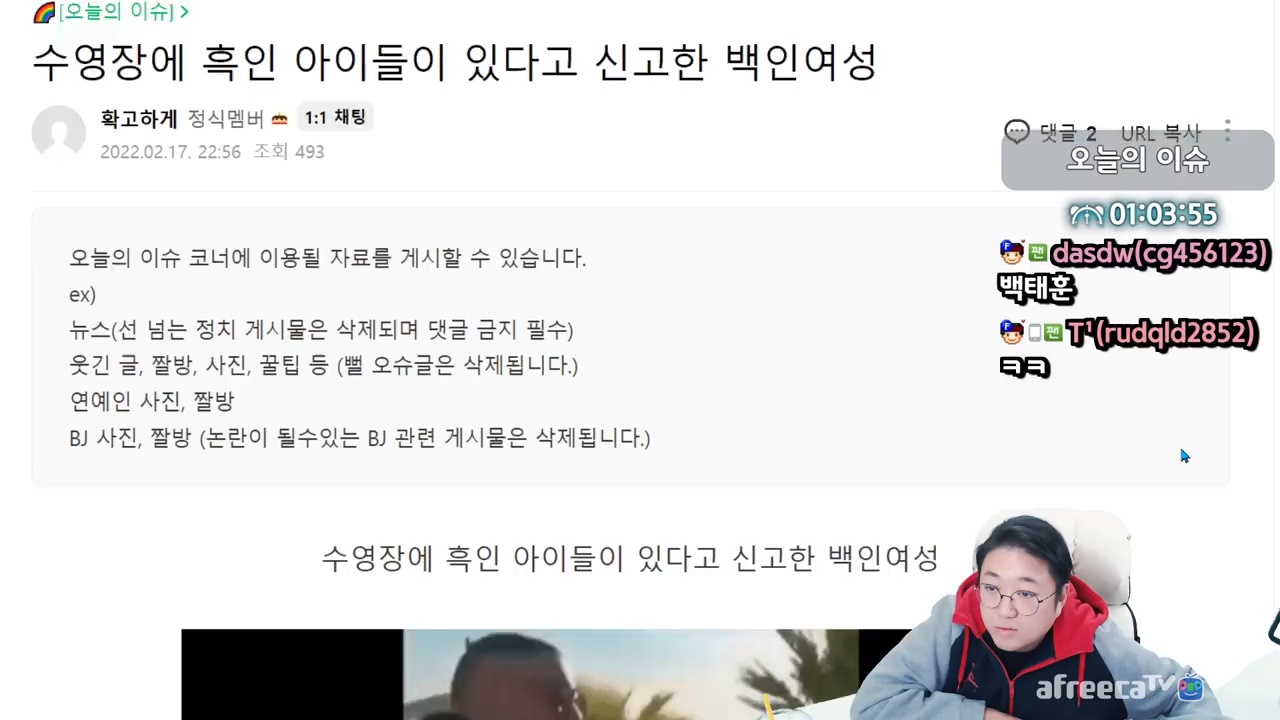 [오늘의 이슈] >
수영장에 흑인 아이들이 있다고 신고한 백인여성
확고하게 정식멤버 1:1 채팅
2022.02.17. 22:56 조회 493
댓글 2 URL 복사
오늘의 이슈
01:03:55
팬 dasdw(cg456123)
백태훈
팬 T¹(rudqld2852)
ㅋㅋ
오늘의 이슈 코너에 이용될 자료를 게시할 수 있습니다.
ex)
뉴스(선 넘는 정치 게시물은 삭제되며 댓글 금지 필수)
웃긴 글, 짤방, 사진, 꿀팁 등 (뻘 오슈글은 삭제됩니다.)
연예인 사진, 짤방
BJ 사진, 짤방 (논란이 될수있는 BJ 관련 게시물은 삭제됩니다.)
수영장에 흑인 아이들이 있다고 신고한 백인여성
afreecaTV